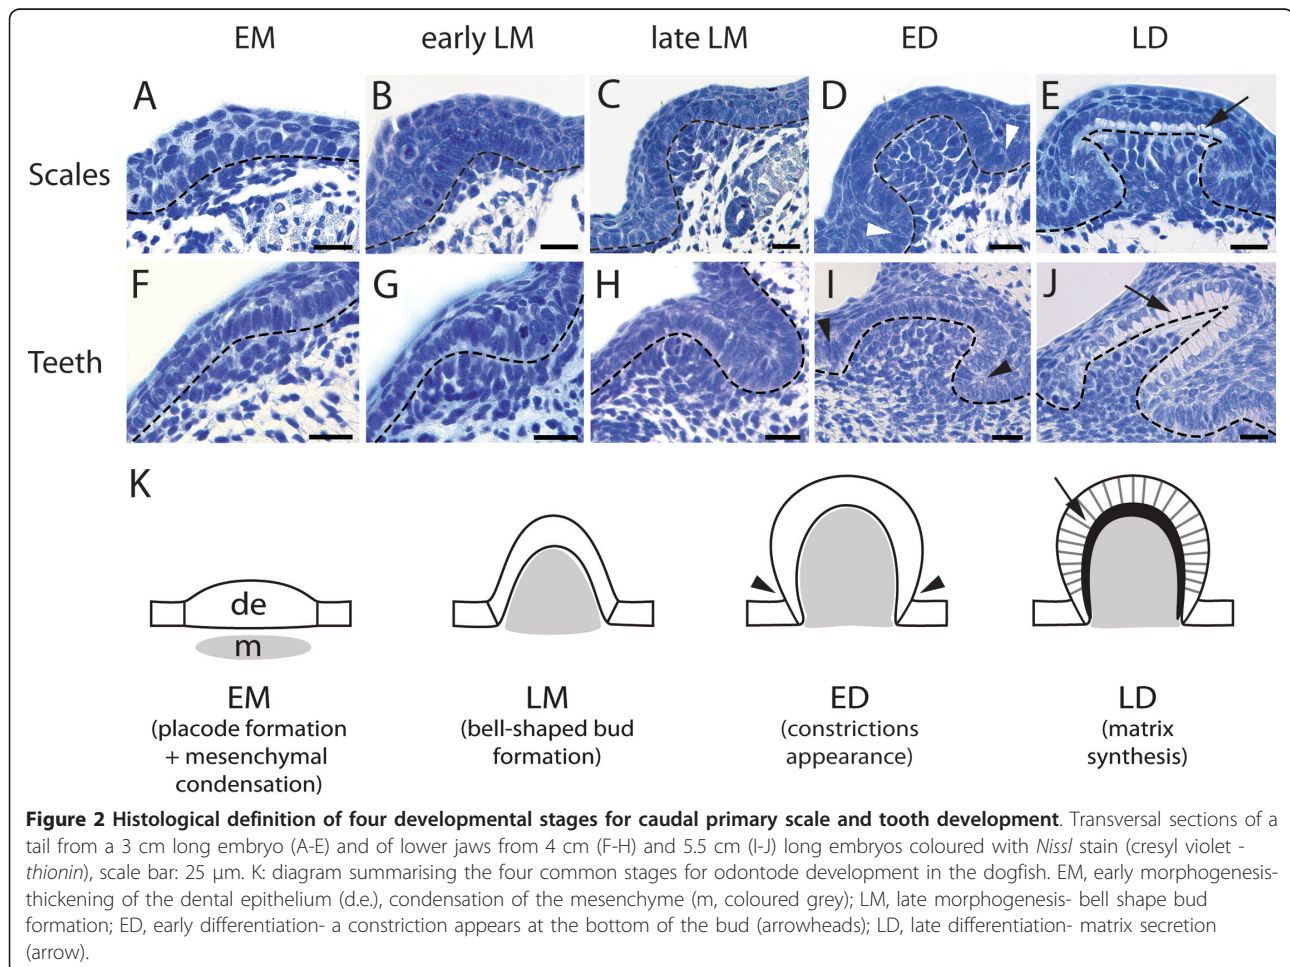 EM early LM late LM ED LD
Scales
A B C D E
Teeth
F G H I J
K
de
m
EM LM ED LD
(placode formation (bell-shaped bud (constrictions (matrix
+ mesenchymal formation) appearance) synthesis)
condensation)
Figure 2 Histological definition of four developmental stages for caudal primary scale and tooth development. Transversal sections of a
tail from a 3 cm long embryo (A-E) and of lower jaws from 4 cm (F-H) and 5.5 cm (I-J) long embryos coloured with Nissl stain (cresyl violet -
thionin), scale bar: 25 μm. K: diagram summarising the four common stages for odontode development in the dogfish. EM, early morphogenesis-
thickening of the dental epithelium (d.e.), condensation of the mesenchyme (m, coloured grey); LM, late morphogenesis- bell shape bud
formation; ED, early differentiation- a constriction appears at the bottom of the bud (arrowheads); LD, late differentiation- matrix secretion
(arrow).